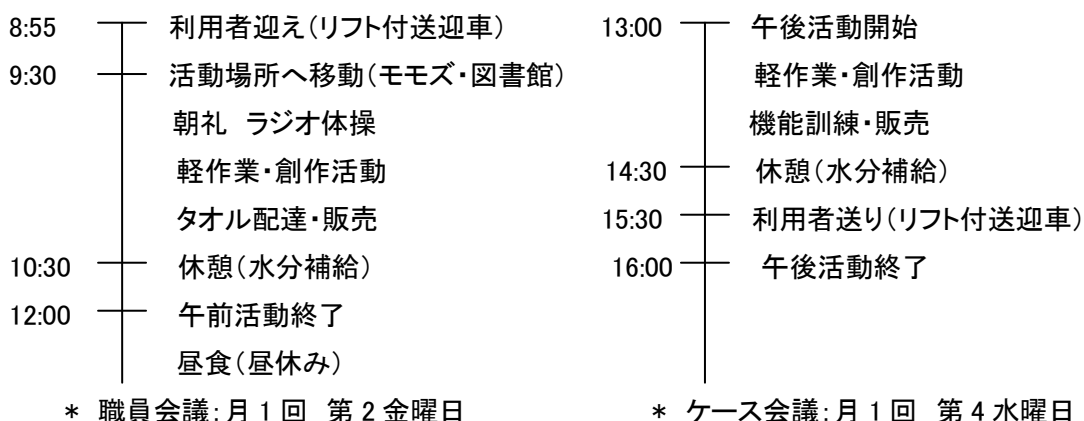 8:55 利用者迎え(リフト付送迎車)
9:30 活動場所へ移動(モモズ・図書館)
朝礼 ラジオ体操
軽作業・創作活動
タオル配達・販売
10:30 休憩(水分補給)
12:00 午前活動終了
昼食(昼休み)
* 職員会議:月1回 第2金曜日
13:00 午後活動開始
軽作業・創作活動
機能訓練・販売
14:30 休憩(水分補給)
15:30 利用者送り(リフト付送迎車)
16:00 午後活動終了
* ケース会議:月1回 第4水曜日